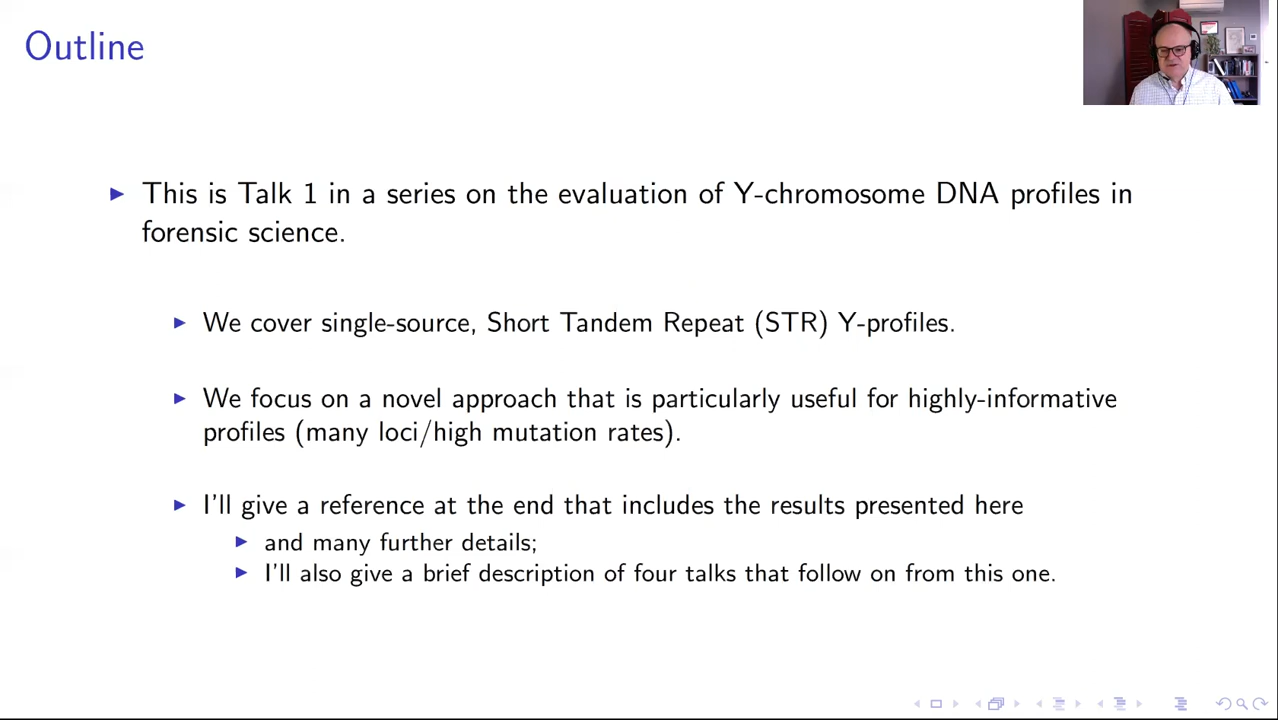 Outline
This is Talk 1 in a series on the evaluation of Y-chromosome DNA profiles in
forensic science.
We cover single-source, Short Tandem Repeat (STR) Y-profiles.
We focus on a novel approach that is particularly useful for highly-informative
profiles (many loci/high mutation rates).
I'll give a reference at the end that includes the results presented here
and many further details;
I'll also give a brief description of four talks that follow on from this one.